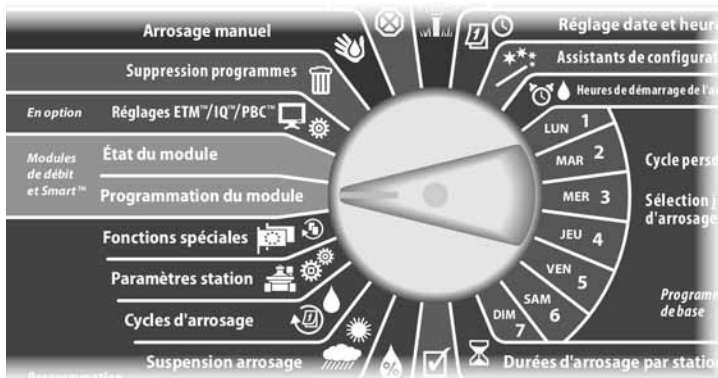 Arrosage manuel
Suppression programmes
En option
Réglages ETM™/IQ™/PBC™
Modules
de débit
et Smart™
État du module
Programmation du module
Fonctions spéciales
Paramètres station
Cycles d'arrosage
Suspension arrosage
Réglage date et heur
Assistants de configurat
Heures de démarrage de l'a
LUN 1
MAR 2
MER 3
JEU 4
VEN 5
SAM 6
DIM 7
Cycle pers
Sélection j
d'arrosage
Program
de base
Durées d'arrosage par statio